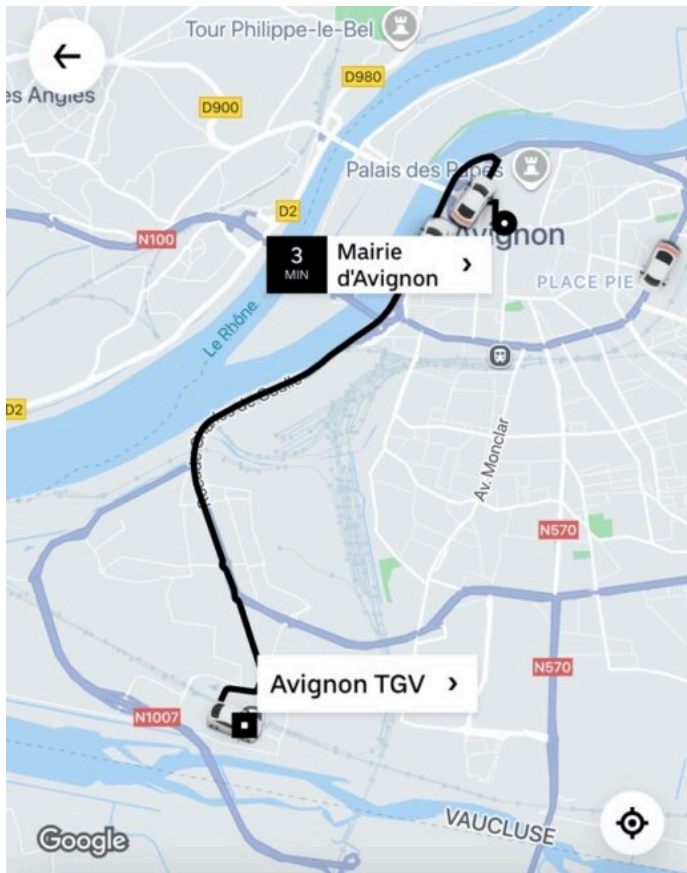 Tour Philippe-le-Bel
D980
es Angles
D900
Palais des Papes
D2
N100
Avignon
3
MIN
Mairie
d'Avignon
PLACE PIE
Le Rhône
D2
Av. Monclar
N570
Avignon TGV
N570
N1007
VAUCLUSE
Google